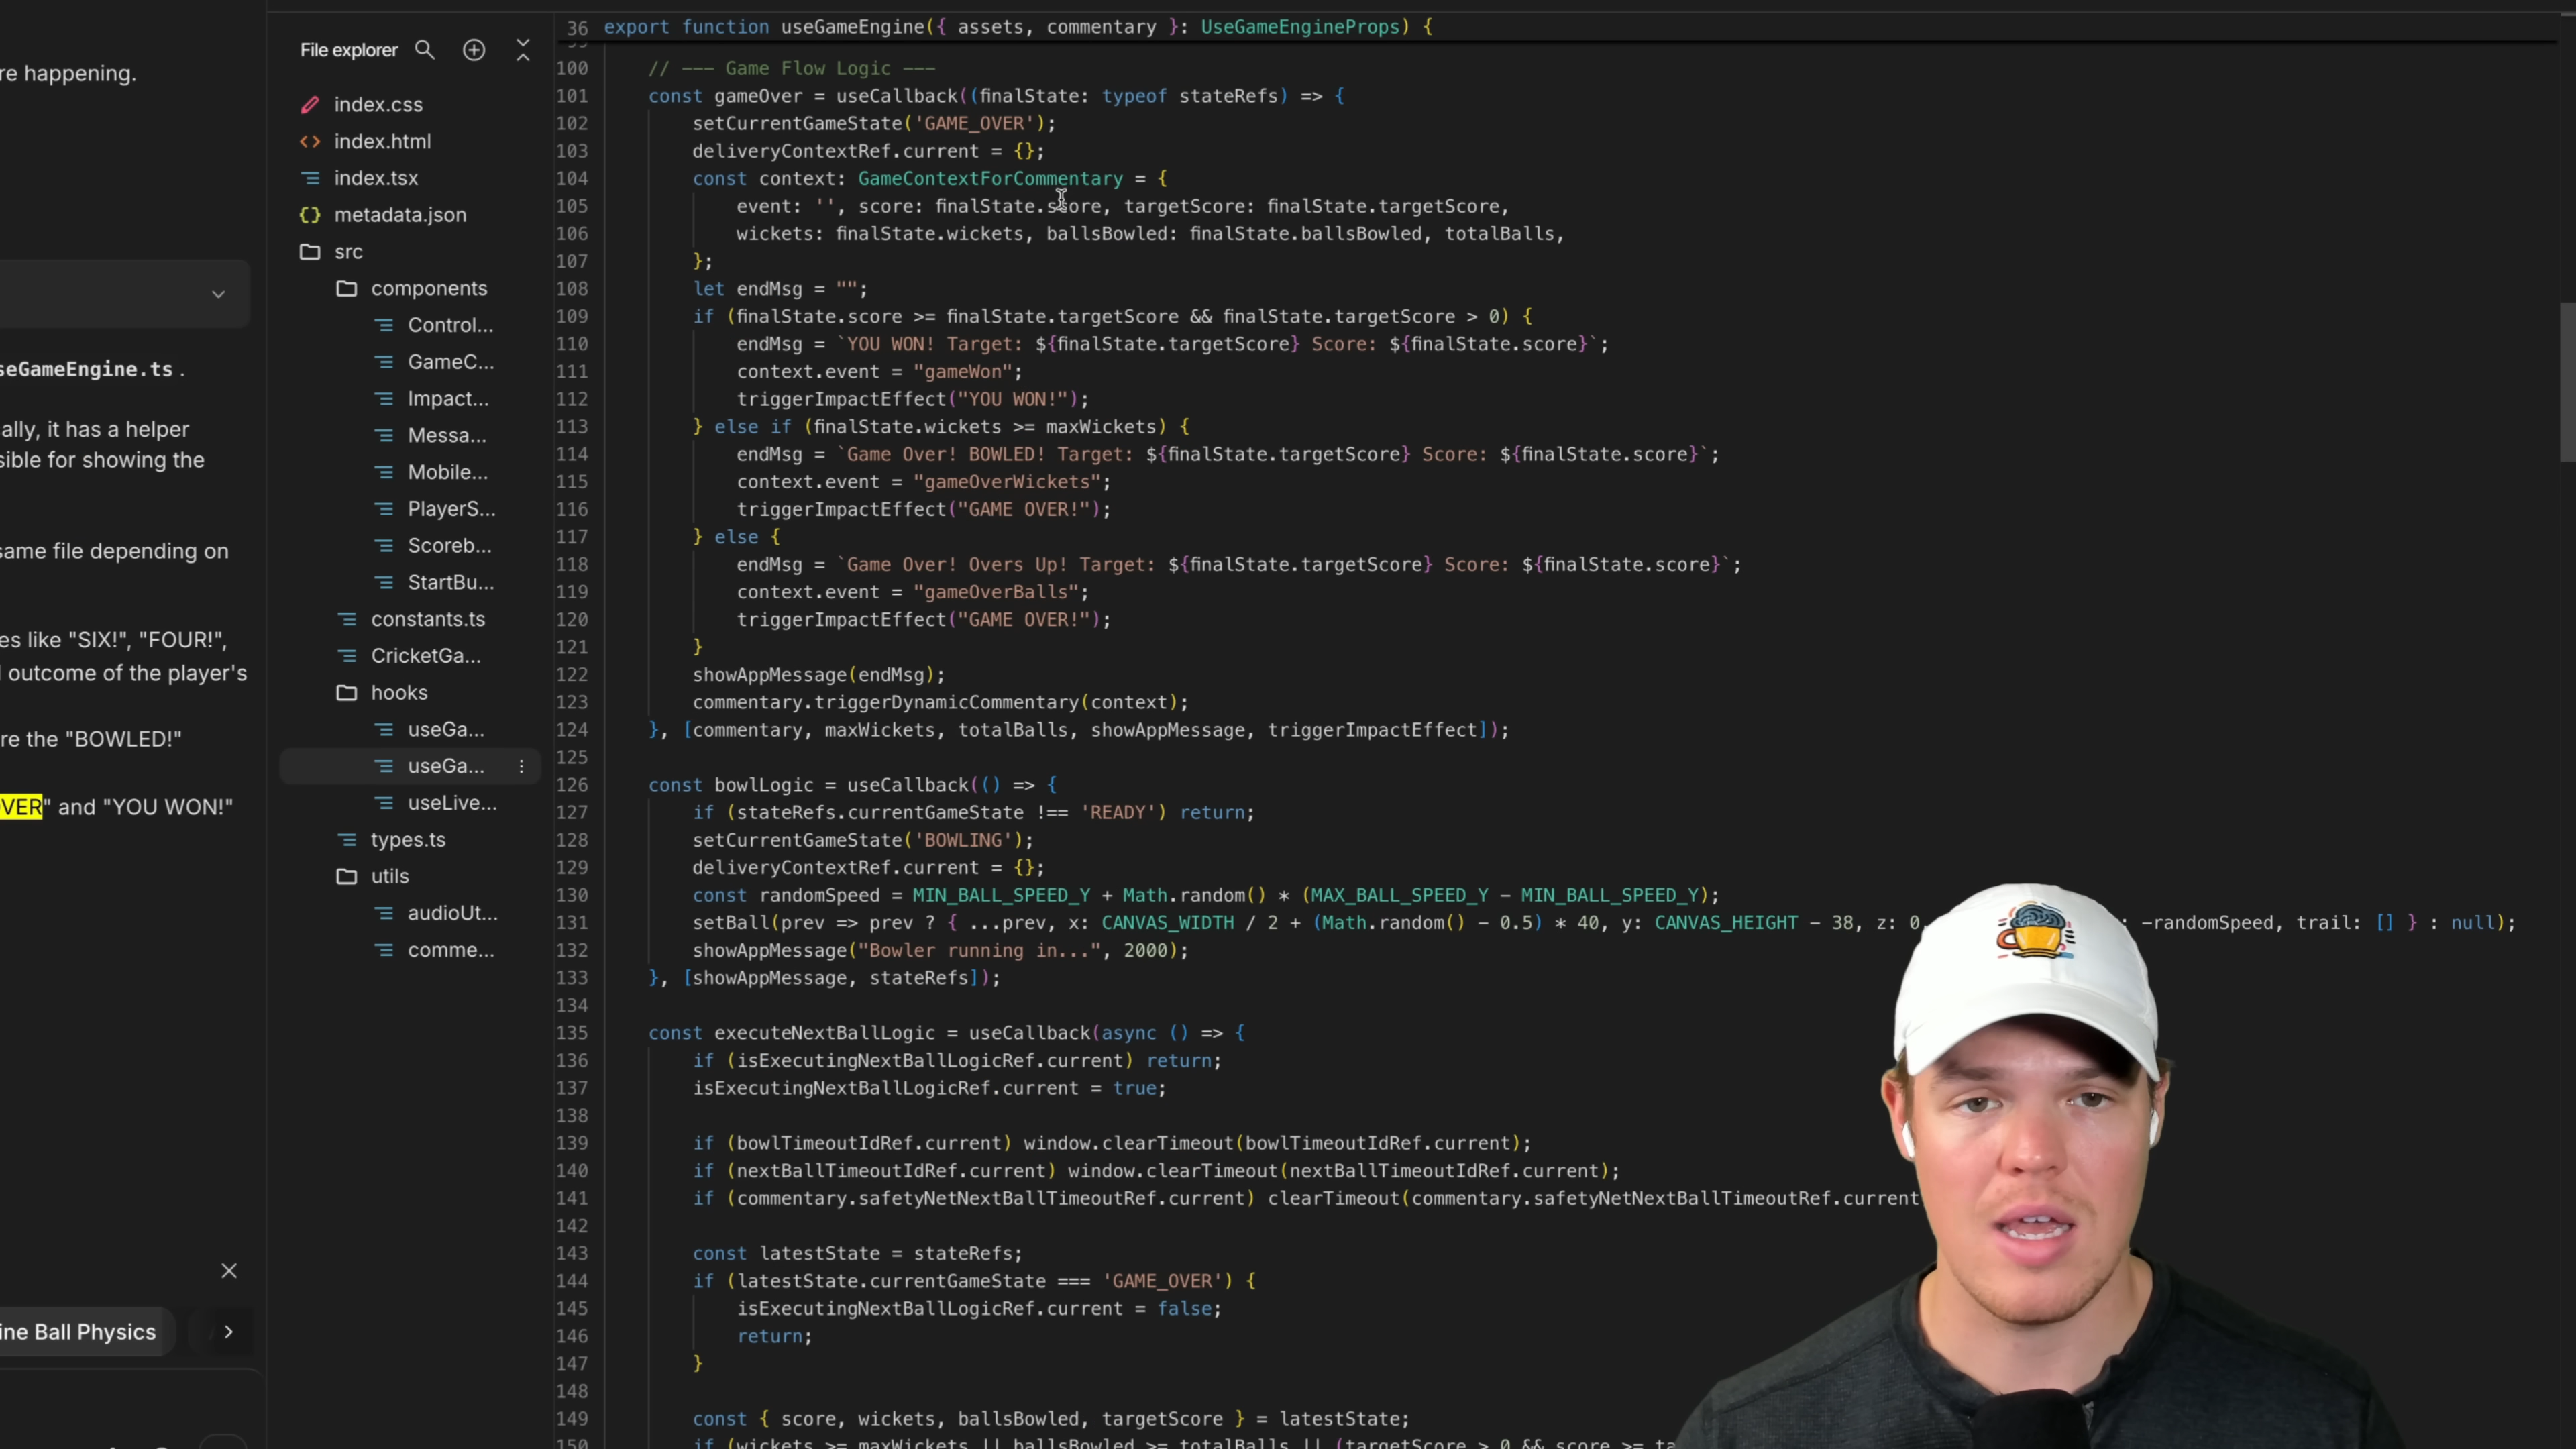 re happening.
seGameEngine.ts .
ally, it has a helper
sible for showing the
same file depending on
es like "SIX!", "FOUR!",
outcome of the player's
re the "BOWLED!"
OVER" and "YOU WON!"
ine Ball Physics
File explorer
index.css
index.html
index.tsx
metadata.json
src
components
Control...
GameC...
Impact...
Messa...
Mobile...
PlayerS...
Scoreb...
StartBu...
constants.ts
CricketGa...
hooks
useGa...
useGa...
useLive...
types.ts
utils
audioUt...
comme...
36 export function useGameEngine({ assets, commentary }: UseGameEngineProps) {
100 // --- Game Flow Logic ---
101 const gameOver = useCallback((finalState: typeof stateRefs) => {
102 setCurrentGameState('GAME_OVER');
103 deliveryContextRef.current = {};
104 const context: GameContextForCommentary = {
105 event: '', score: finalState.score, targetScore: finalState.targetScore,
106 wickets: finalState.wickets, ballsBowled: finalState.ballsBowled, totalBalls,
107 };
108 let endMsg = "";
109 if (finalState.score >= finalState.targetScore && finalState.targetScore > 0) {
110 endMsg = `YOU WON! Target: ${finalState.targetScore} Score: ${finalState.score}`;
111 context.event = "gameWon";
112 triggerImpactEffect("YOU WON!");
113 } else if (finalState.wickets >= maxWickets) {
114 endMsg = `Game Over! BOWLED! Target: ${finalState.targetScore} Score: ${finalState.score}`;
115 context.event = "gameOverWickets";
116 triggerImpactEffect("GAME OVER!");
117 } else {
118 endMsg = `Game Over! Overs Up! Target: ${finalState.targetScore} Score: ${finalState.score}`;
119 context.event = "gameOverBalls";
120 triggerImpactEffect("GAME OVER!");
121 }
122 showAppMessage(endMsg);
123 commentary.triggerDynamicCommentary(context);
124 }, [commentary, maxWickets, totalBalls, showAppMessage, triggerImpactEffect]);
125
126 const bowlLogic = useCallback(() => {
127 if (stateRefs.currentGameState !== 'READY') return;
128 setCurrentGameState('BOWLING');
129 deliveryContextRef.current = {};
130 const randomSpeed = MIN_BALL_SPEED_Y + Math.random() * (MAX_BALL_SPEED_Y - MIN_BALL_SPEED_Y);
131 setBall(prev => prev ? { ...prev, x: CANVAS_WIDTH / 2 + (Math.random() - 0.5) * 40, y: CANVAS_HEIGHT - 38, z: 0, : -randomSpeed, trail: [] } : null);
132 showAppMessage("Bowler running in...", 2000);
133 }, [showAppMessage, stateRefs]);
134
135 const executeNextBallLogic = useCallback(async () => {
136 if (isExecutingNextBallLogicRef.current) return;
137 isExecutingNextBallLogicRef.current = true;
138
139 if (bowlTimeoutIdRef.current) window.clearTimeout(bowlTimeoutIdRef.current);
140 if (nextBallTimeoutIdRef.current) window.clearTimeout(nextBallTimeoutIdRef.current);
141 if (commentary.safetyNetNextBallTimeoutRef.current) clearTimeout(commentary.safetyNetNextBallTimeoutRef.current
142
143 const latestState = stateRefs;
144 if (latestState.currentGameState === 'GAME_OVER') {
145 isExecutingNextBallLogicRef.current = false;
146 return;
147 }
148
149 const { score, wickets, ballsBowled, targetScore } = latestState;
150 if (wickets >= maxWickets || ballsBowled >= totalBalls || (targetScore > 0 && score >= ta